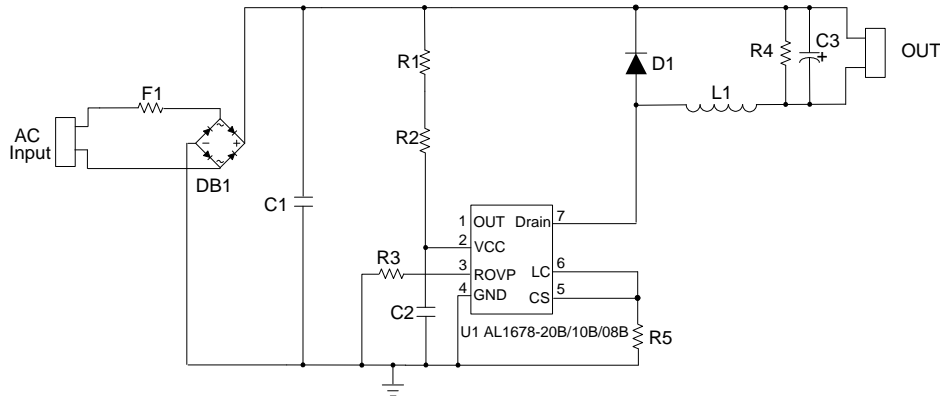 R1
R4
C3
OUT
D1
F1
L1
AC
Input
R2
+
~
− +
~
DB1
C1
1 OUT Drain 7
2 VCC
R3
3 ROVP LC 6
4 GND CS 5
C2
U1 AL1678-20B/10B/08B
R5